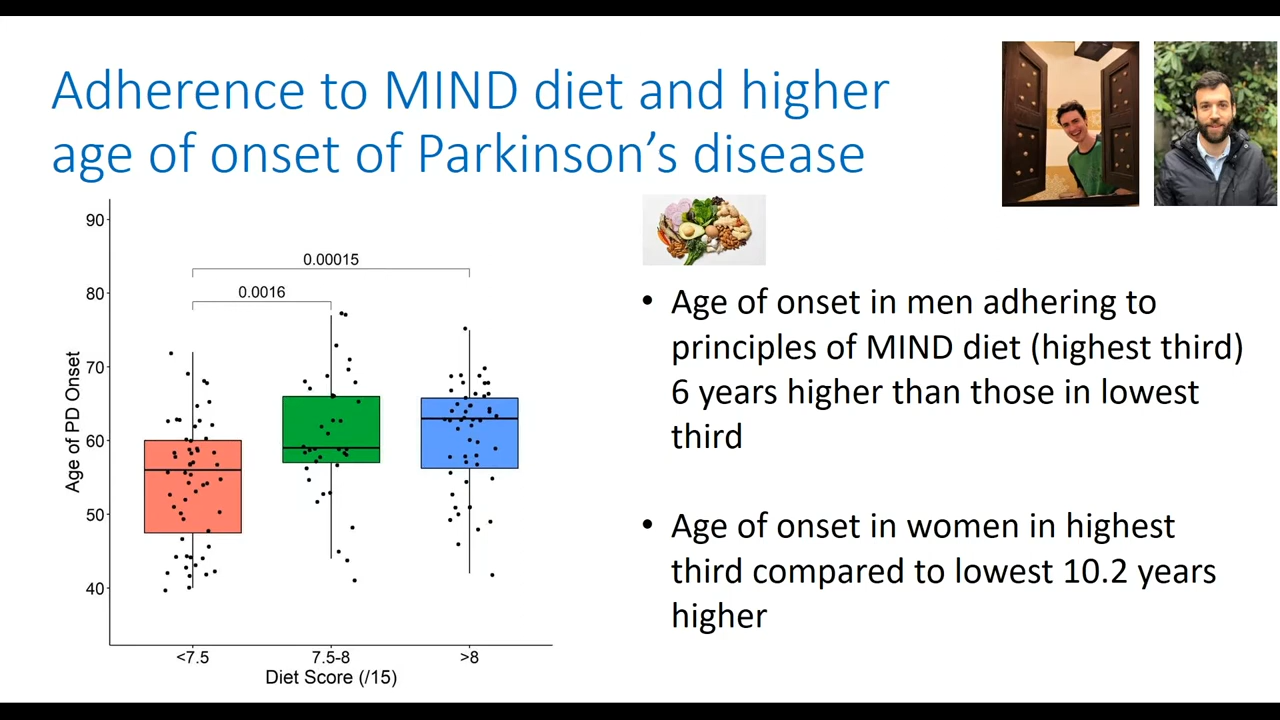 Adherence to MIND diet and higher
age of onset of Parkinson’s disease
90
80
70
60
50
40
Age of PD Onset
0.00015
0.0016
<7.5
7.5-8
>8
Diet Score (/15)
• Age of onset in men adhering to
principles of MIND diet (highest third)
6 years higher than those in lowest
third
• Age of onset in women in highest
third compared to lowest 10.2 years
higher